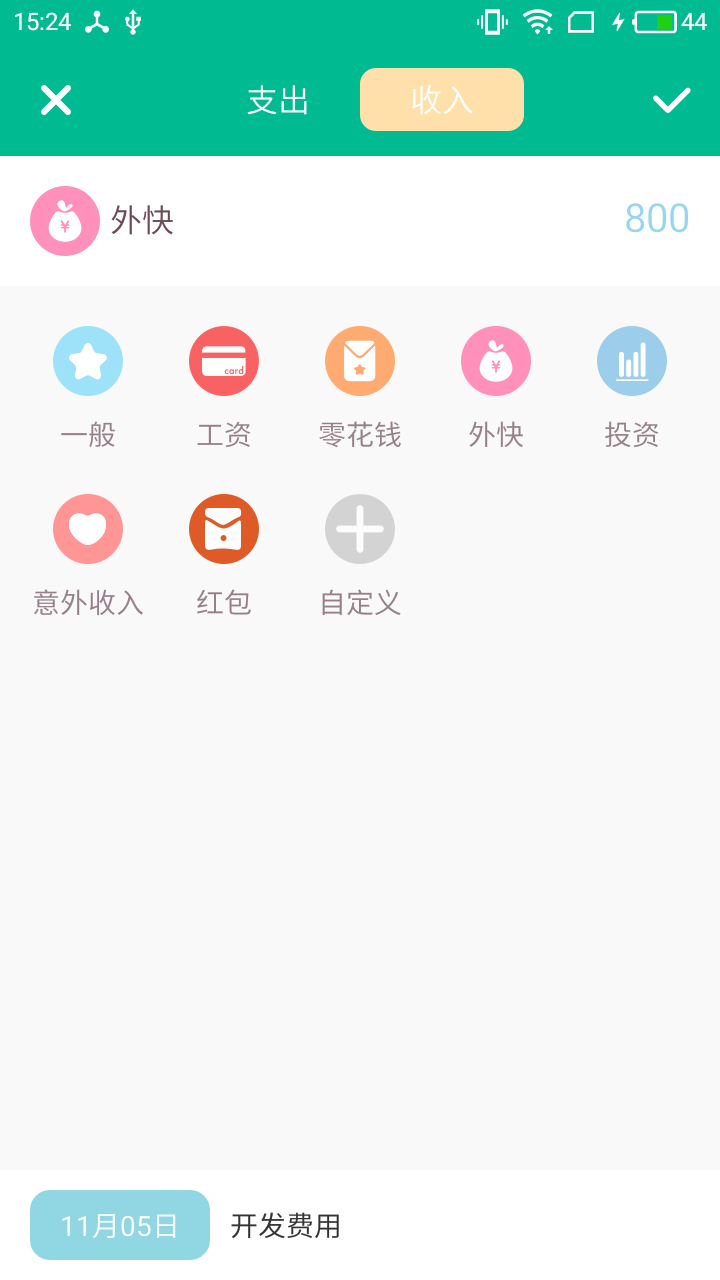 15:24 44
支出 收入
¥ 外快 800
card ¥
一般 工资 零花钱 外快 投资
意外收入 红包 自定义
11月05日 开发费用